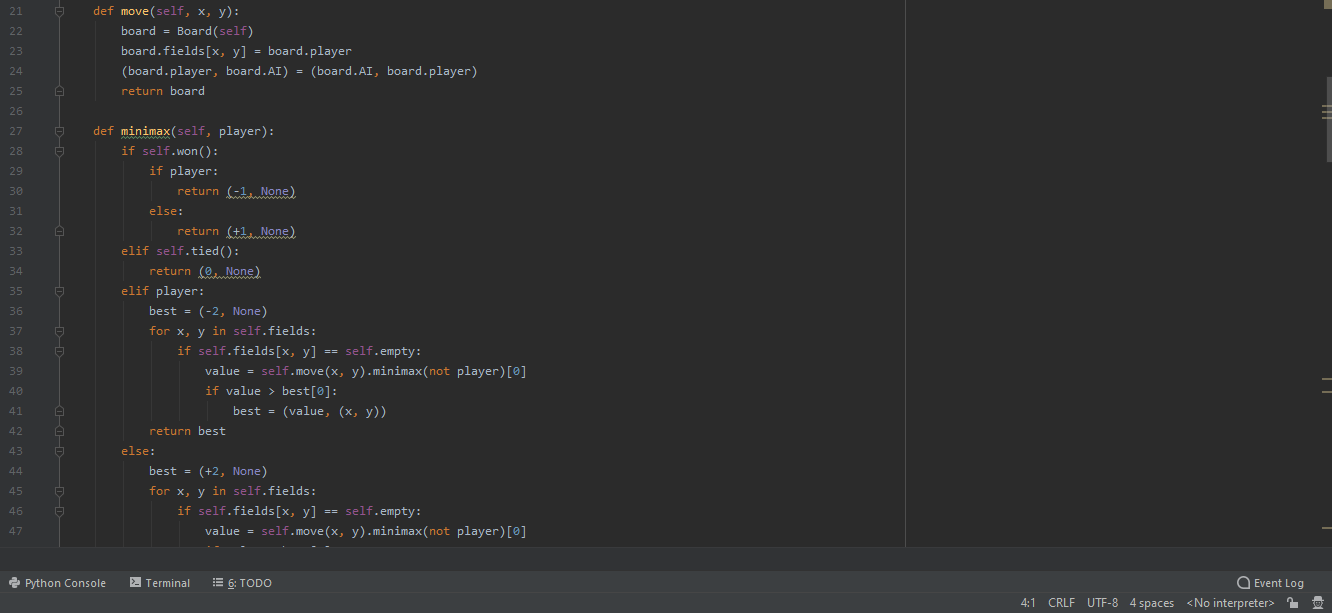 21 def move(self, x, y):
22 board = Board(self)
23 board.fields[x, y] = board.player
24 (board.player, board.AI) = (board.AI, board.player)
25 return board
26
27 def minimax(self, player):
28 if self.won():
29 if player:
30 return (-1, None)
31 else:
32 return (+1, None)
33 elif self.tied():
34 return (0, None)
35 elif player:
36 best = (-2, None)
37 for x, y in self.fields:
38 if self.fields[x, y] == self.empty:
39 value = self.move(x, y).minimax(not player)[0]
40 if value > best[0]:
41 best = (value, (x, y))
42 return best
43 else:
44 best = (+2, None)
45 for x, y in self.fields:
46 if self.fields[x, y] == self.empty:
47 value = self.move(x, y).minimax(not player)[0]
Python Console Terminal 6: TODO Event Log
4:1 CRLF UTF-8 4 spaces <No interpreter>